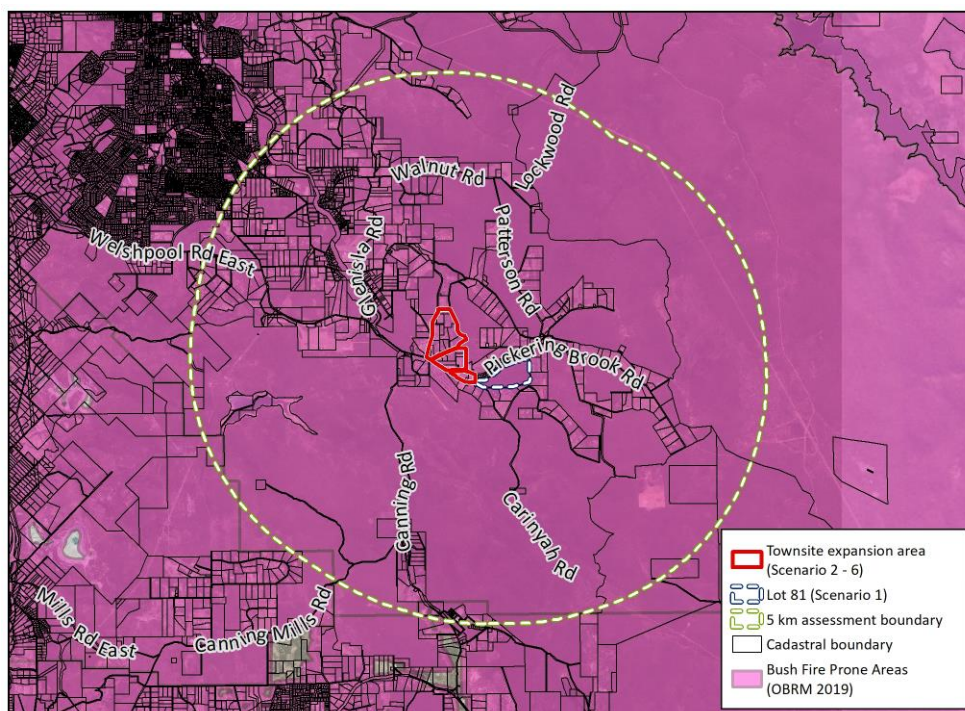 Lockwood Rd
Walnut Rd
Patterson Rd
Glenisla Rd
Welshpool Rd East
Pickering Brook Rd
Canning Rd
Carinyah Rd
Mills Rd East
Canning Mills Rd
Townsite expansion area
(Scenario 2 - 6)
Lot 81 (Scenario 1)
5 km assessment boundary
Cadastral boundary
Bush Fire Prone Areas
(OBRM 2019)